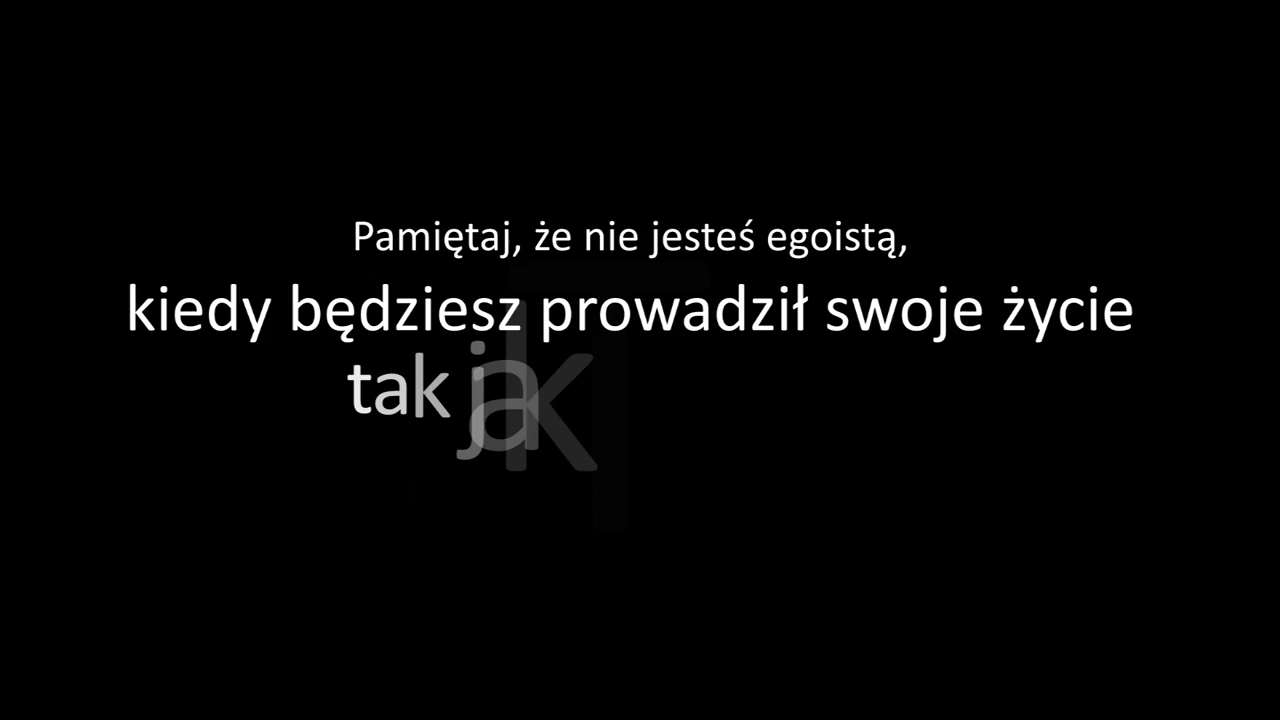 Pamiętaj, że nie jesteś egoistą,
kiedy będziesz prowadził swoje życie
tak jak T